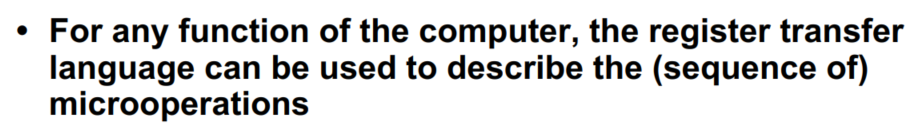 • For any function of the computer, the register transfer
language can be used to describe the (sequence of)
microoperations